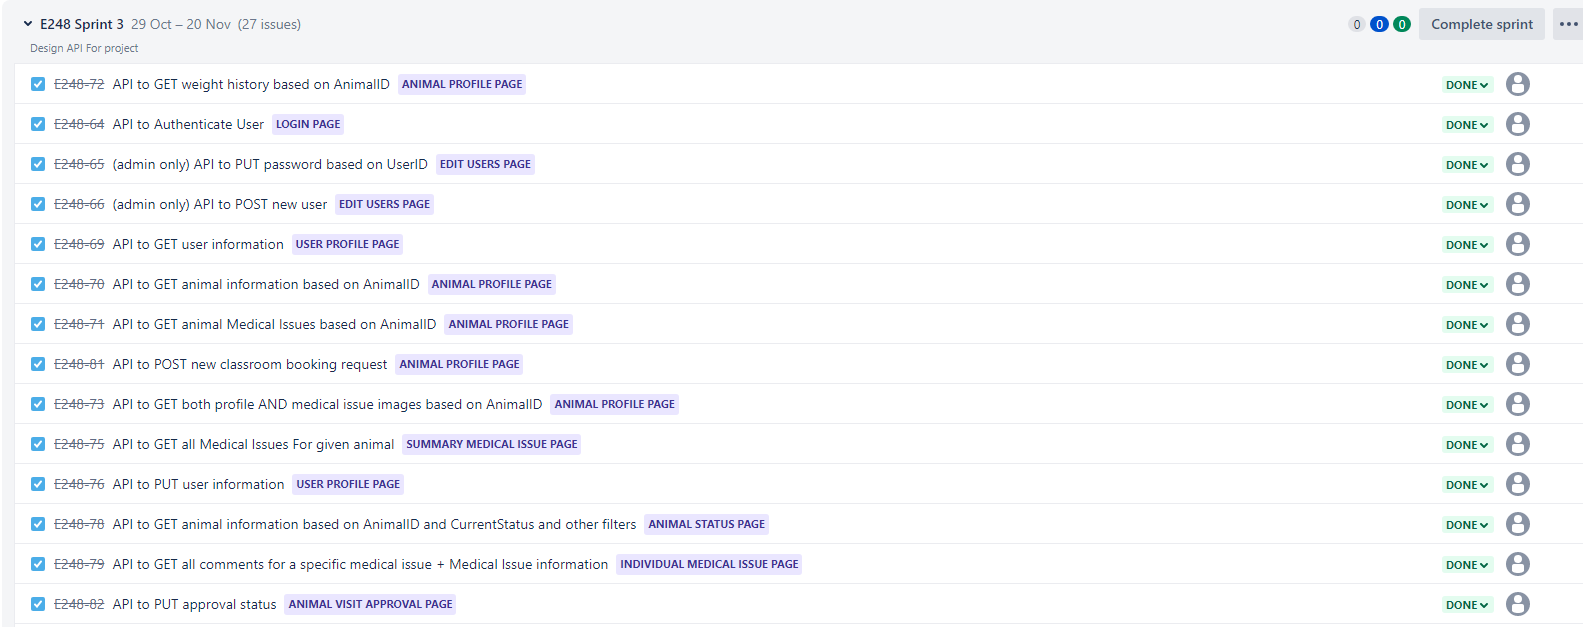 E248 Sprint 3 29 Oct – 20 Nov (27 issues) 0 0 0 Complete sprint
Design API For project
E248-72 API to GET weight history based on AnimalID ANIMAL PROFILE PAGE DONE
E248-64 API to Authenticate User LOGIN PAGE DONE
E248-65 (admin only) API to PUT password based on UserID EDIT USERS PAGE DONE
E248-66 (admin only) API to POST new user EDIT USERS PAGE DONE
E248-69 API to GET user information USER PROFILE PAGE DONE
E248-70 API to GET animal information based on AnimalID ANIMAL PROFILE PAGE DONE
E248-71 API to GET animal Medical Issues based on AnimalID ANIMAL PROFILE PAGE DONE
E248-81 API to POST new classroom booking request ANIMAL PROFILE PAGE DONE
E248-73 API to GET both profile AND medical issue images based on AnimalID ANIMAL PROFILE PAGE DONE
E248-75 API to GET all Medical Issues For given animal SUMMARY MEDICAL ISSUE PAGE DONE
E248-76 API to PUT user information USER PROFILE PAGE DONE
E248-78 API to GET animal information based on AnimalID and CurrentStatus and other filters ANIMAL STATUS PAGE DONE
E248-79 API to GET all comments for a specific medical issue + Medical Issue information INDIVIDUAL MEDICAL ISSUE PAGE DONE
E248-82 API to PUT approval status ANIMAL VISIT APPROVAL PAGE DONE